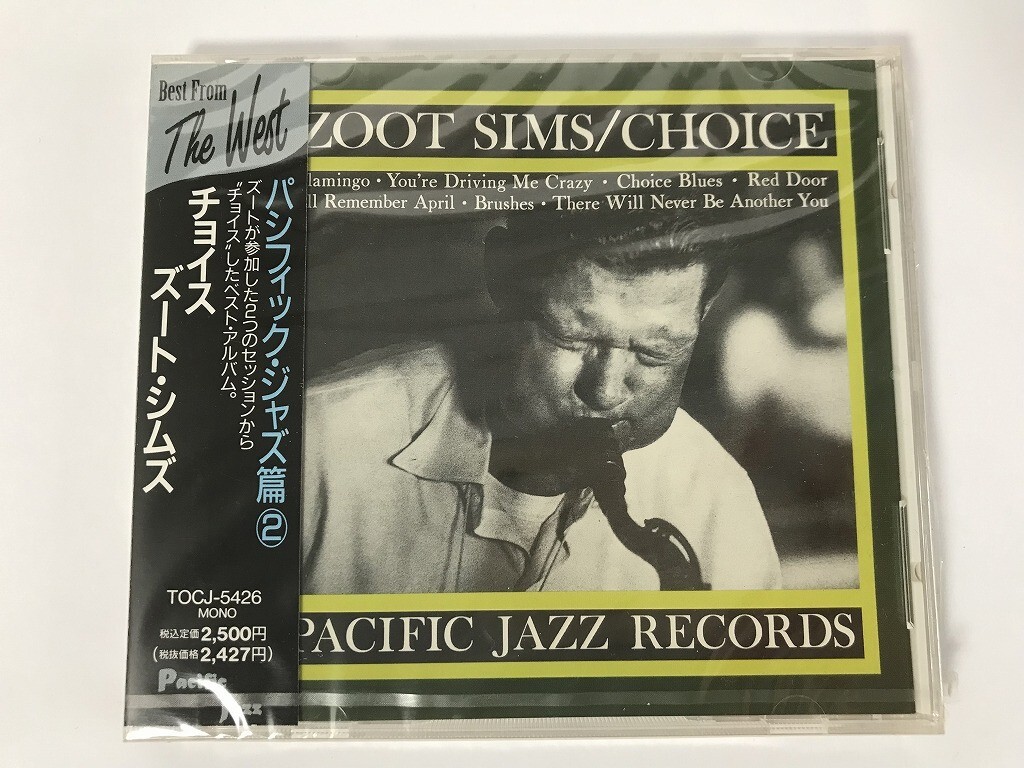 Best From
The West
パシフィック・ジャズ篇②
ズートが参加した2つのセッションから
“チョイス”したベスト・アルバム。
チョイス
ズート・シムズ
TOCJ-5426
MONO
税込定価2,500円
(税抜価格2,427円)
Pacific
Jazz
ZOOT SIMS/CHOICE
lamingo · You're Driving Me Crazy · Choice Blues · Red Door
ll Remember April · Brushes · There Will Never Be Another You
PACIFIC JAZZ RECORDS